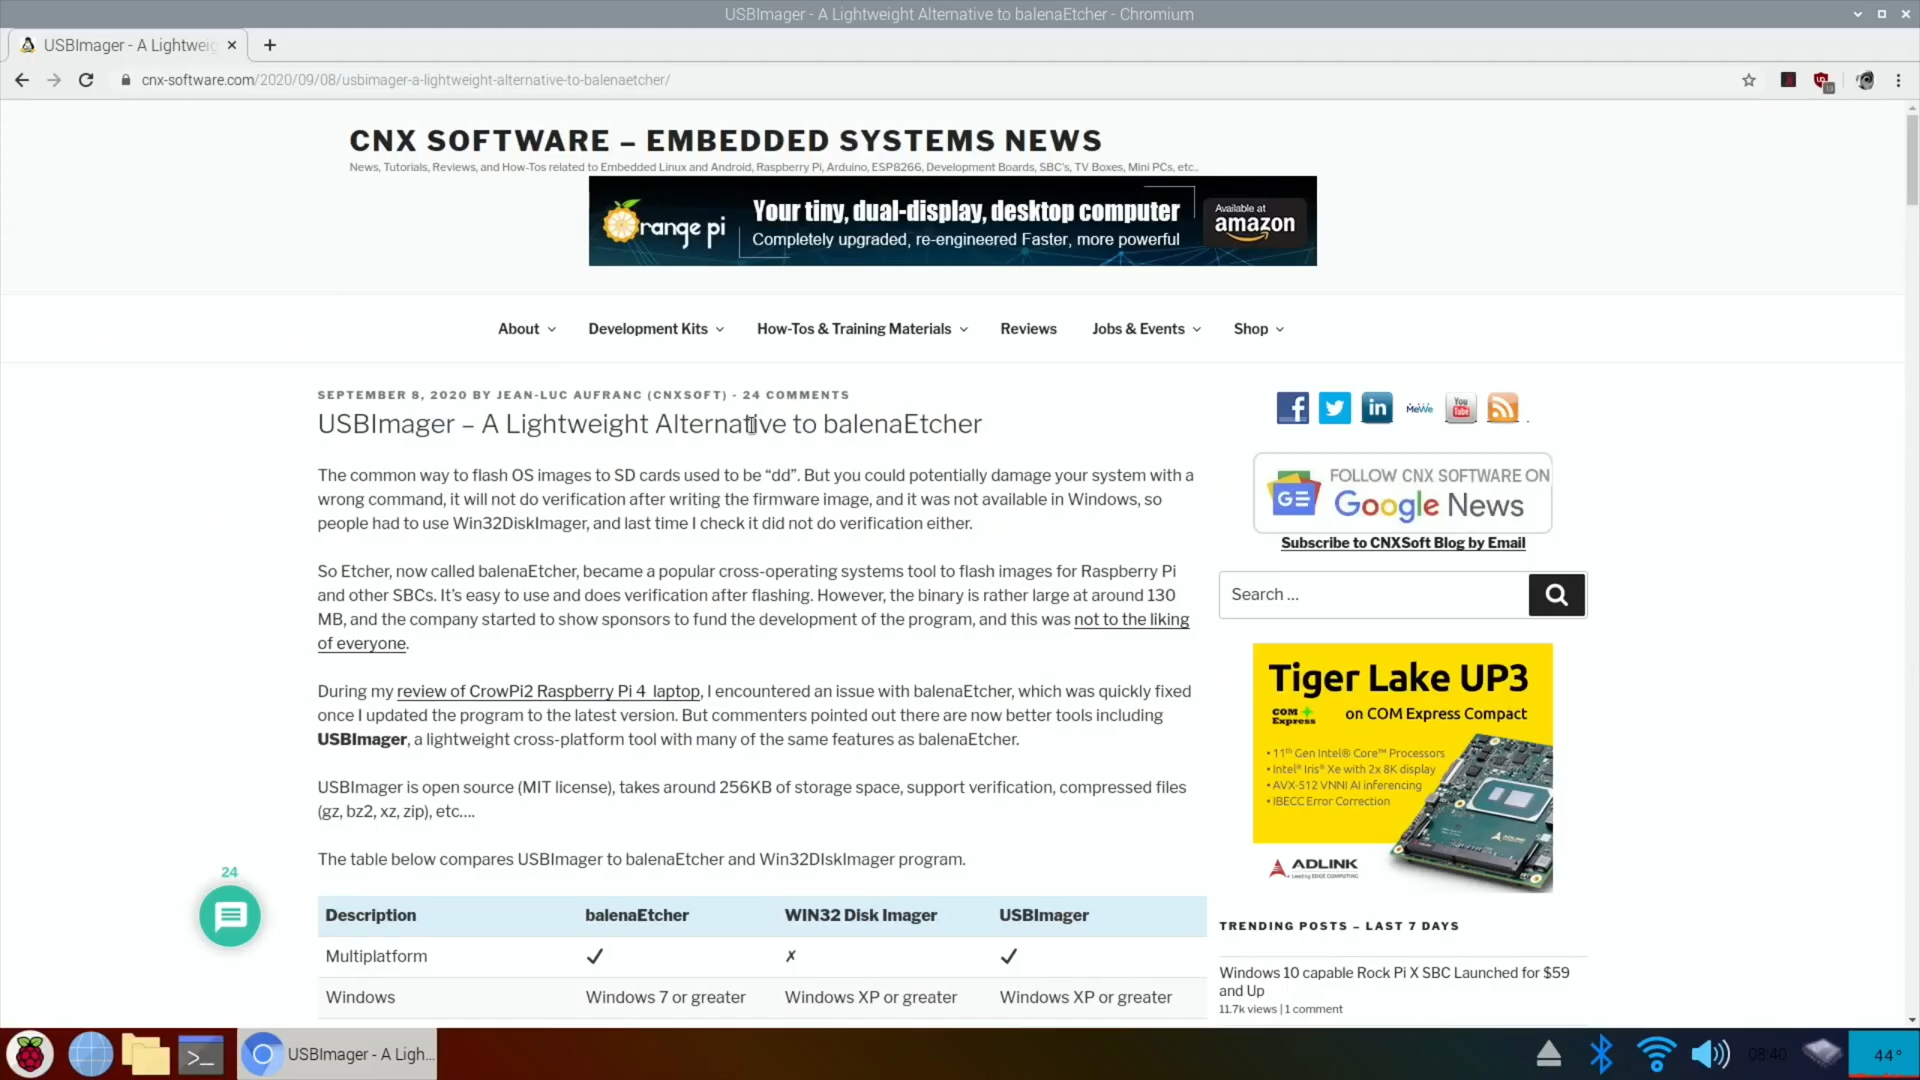 USBImager - A Lightweight Alternative to balenaEtcher - Chromium
USBImager - A Lightweig
cnx-software.com/2020/09/08/usbimager-a-lightweight-alternative-to-balenaetcher/
13
CNX SOFTWARE – EMBEDDED SYSTEMS NEWS
News, Tutorials, Reviews, and How-Tos related to Embedded Linux and Android, Raspberry Pi, Arduino, ESP8266, Development Boards, SBC's, TV Boxes, Mini PCs, etc..
range pi
Your tiny, dual-display, desktop computer
Completely upgraded, re-engineered Faster, more powerful
Available at
amazon
About
Development Kits
How-Tos & Training Materials
Reviews
Jobs & Events
Shop
SEPTEMBER 8, 2020 BY JEAN-LUC AUFRANC (CNXSOFT) - 24 COMMENTS
USBImager – A Lightweight Alternative to balenaEtcher
The common way to flash OS images to SD cards used to be “dd”. But you could potentially damage your system with a
wrong command, it will not do verification after writing the firmware image, and it was not available in Windows, so
people had to use Win32DiskImager, and last time I check it did not do verification either.
So Etcher, now called balenaEtcher, became a popular cross-operating systems tool to flash images for Raspberry Pi
and other SBCs. It’s easy to use and does verification after flashing. However, the binary is rather large at around 130
MB, and the company started to show sponsors to fund the development of the program, and this was not to the liking
of everyone.
During my review of CrowPi2 Raspberry Pi 4 laptop, I encountered an issue with balenaEtcher, which was quickly fixed
once I updated the program to the latest version. But commenters pointed out there are now better tools including
USBImager, a lightweight cross-platform tool with many of the same features as balenaEtcher.
USBImager is open source (MIT license), takes around 256KB of storage space, support verification, compressed files
(gz, bz2, xz, zip), etc….
The table below compares USBImager to balenaEtcher and Win32DIskImager program.
24
Description balenaEtcher WIN32 Disk Imager USBImager
Multiplatform ✓ ✗ ✓
Windows Windows 7 or greater Windows XP or greater Windows XP or greater
f
in
MeWe
You
Tube
GE
FOLLOW CNX SOFTWARE ON
Google News
Subscribe to CNXSoft Blog by Email
Search ...
Tiger Lake UP3
COM
Express
on COM Express Compact
• 11th Gen Intel® Core™ Processors
• Intel® Iris® Xe with 2x 8K display
• AVX-512 VNNI AI inferencing
• IBECC Error Correction
ADLINK
Leading EDGE COMPUTING
TRENDING POSTS – LAST 7 DAYS
Windows 10 capable Rock Pi X SBC Launched for $59
and Up
11.7k views | 1 comment
>_
USBImager - A Ligh...
08:40
44°